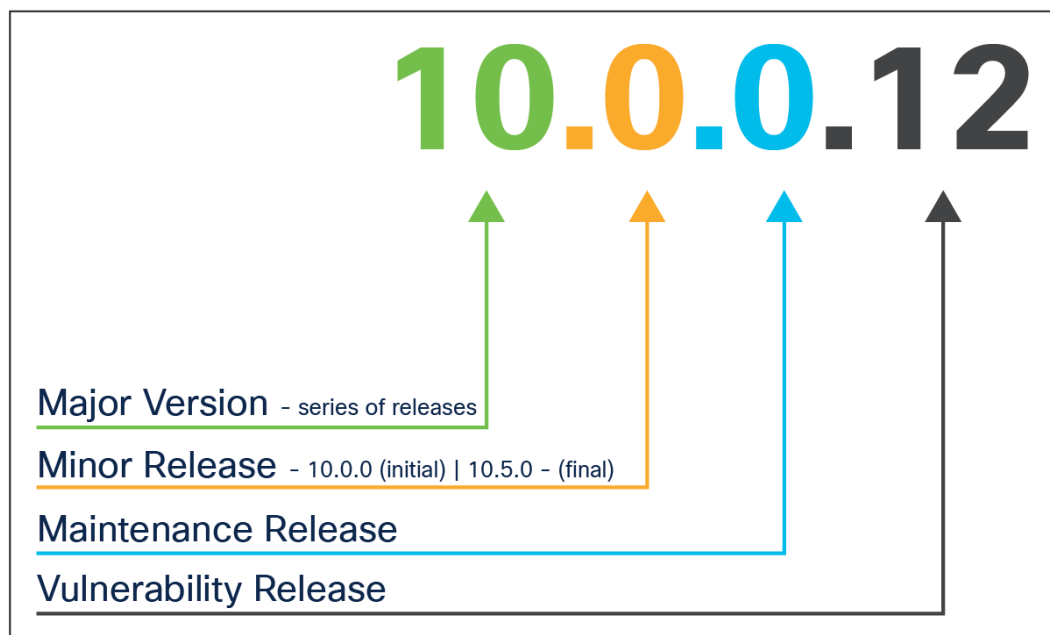 10.0.0.12
Major Version - series of releases
Minor Release - 10.0.0 (initial) | 10.5.0 - (final)
Maintenance Release
Vulnerability Release